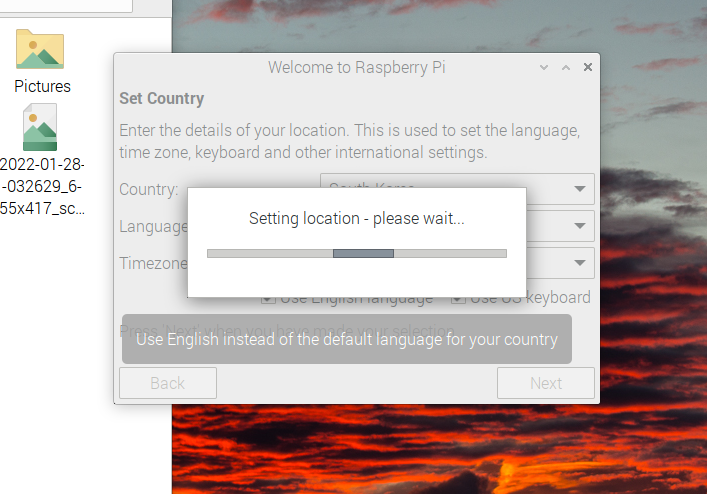 Pictures
2022-01-28-
-032629_6-
55x417_sc...
Welcome to Raspberry Pi
Set Country
Enter the details of your location. This is used to set the language,
time zone, keyboard and other international settings.
Country:
South Korea
Language
Timezone
Setting location - please wait...
Use English language
Use US keyboard
Press 'Next' when you have made your selection.
Use English instead of the default language for your country
Back
Next